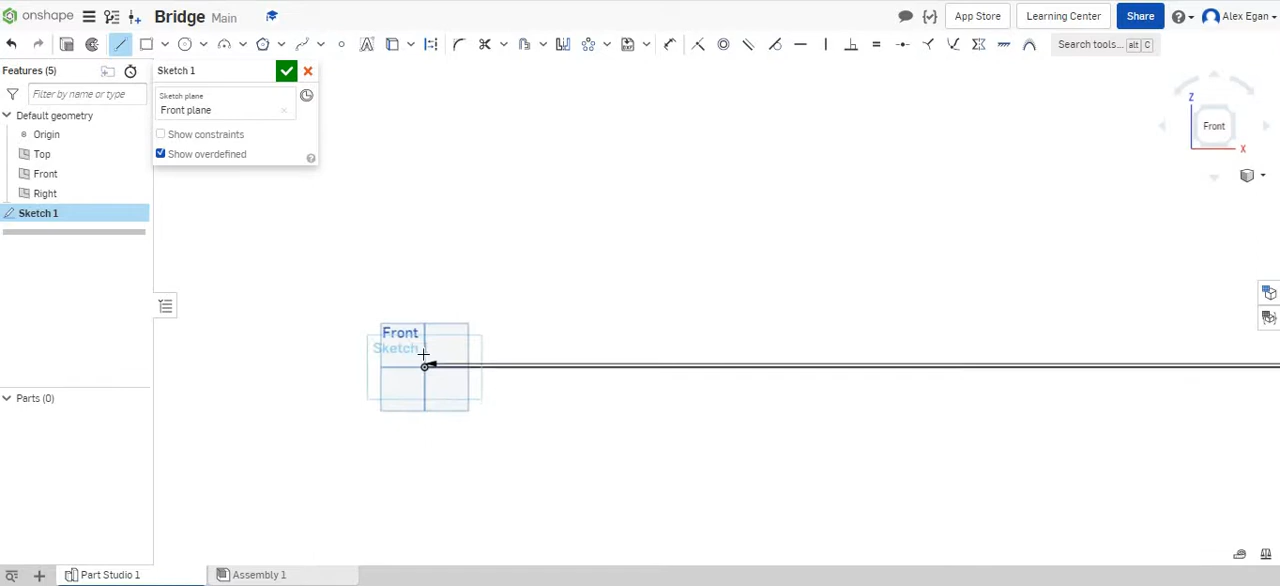 onshape Bridge Main App Store Learning Center Share Alex Egan
Search tools... alt C
Features (5) Sketch 1
Filter by name or type Sketch plane
Front plane
Default geometry
Origin Show constraints
Top Show overdefined
Front
Right
Sketch 1
Z
Front
X
Front
Sketch
Parts (0)
Part Studio 1 Assembly 1